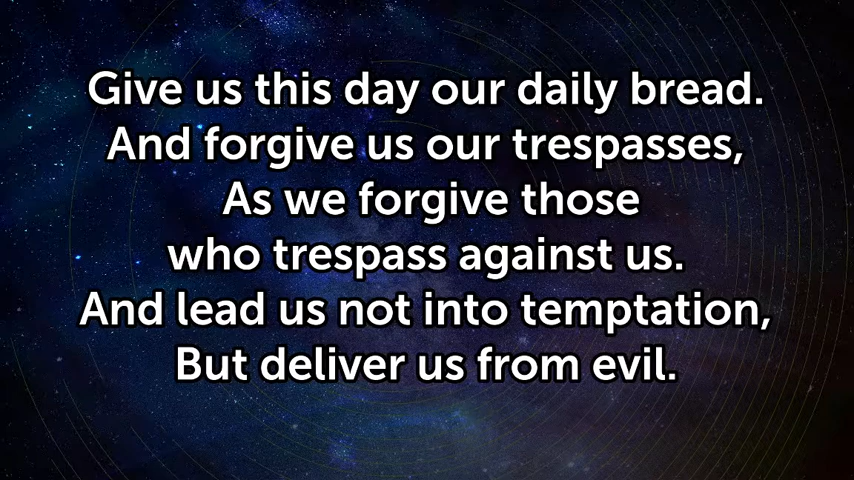 Give us this day our daily bread.
And forgive us our trespasses,
As we forgive those
who trespass against us.
And lead us not into temptation,
But deliver us from evil.